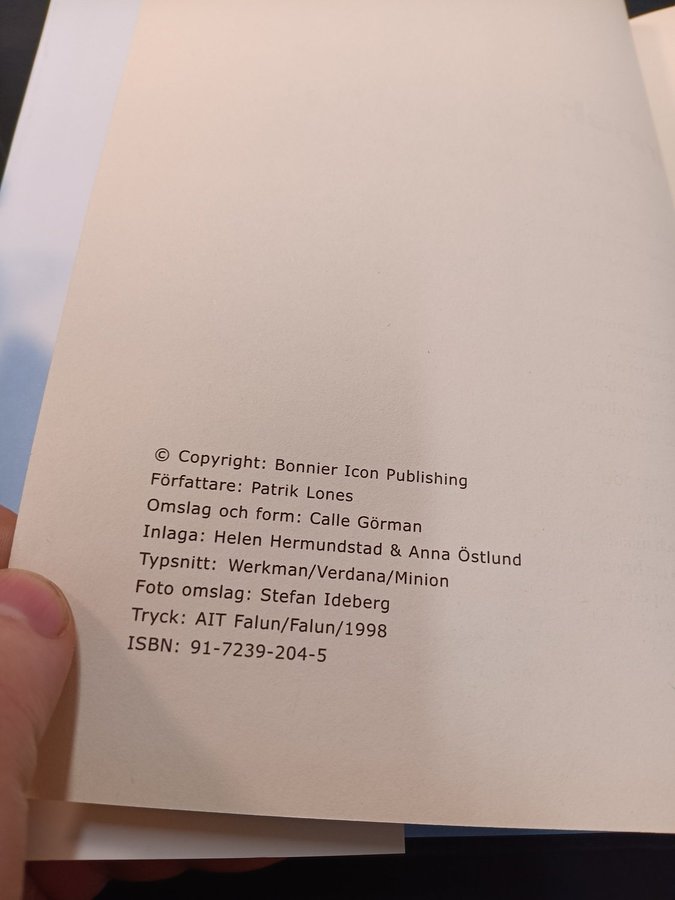 © Copyright: Bonnier Icon Publishing
Författare: Patrik Lones
Omslag och form: Calle Görman
Inlaga: Helen Hermundstad & Anna Östlund
Typsnitt: Werkman/Verdana/Minion
Foto omslag: Stefan Ideberg
Tryck: AIT Falun/Falun/1998
ISBN: 91-7239-204-5